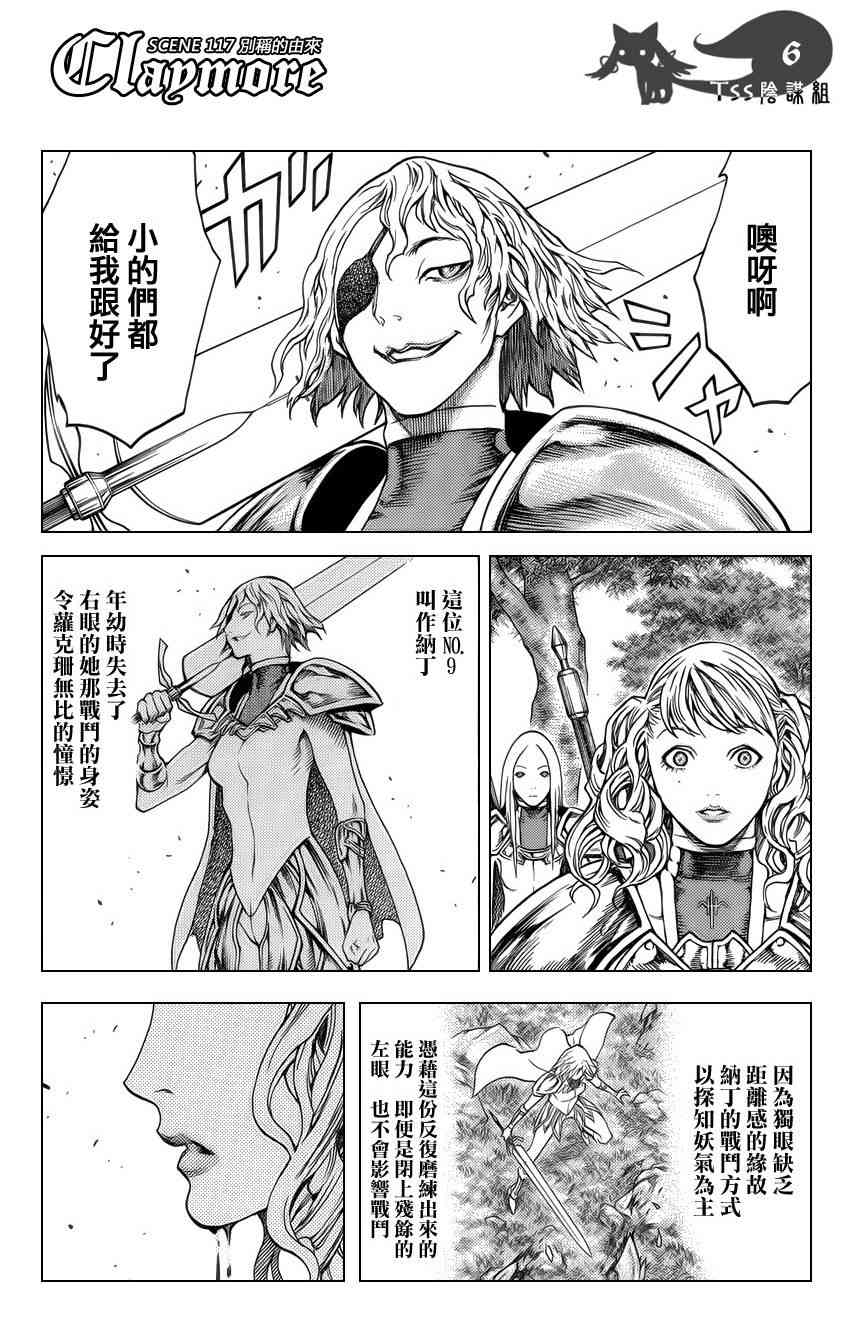 SCENE 117 別稱的由來
Claymore
6
Tss陰謀組
噢呀啊
ガガ
ジャ
小的們都
給我跟好了
這位NO.9
叫作納丁
年幼時失去了
右眼的她那戰鬥的身姿
令蘿克珊無比的憧憬
因為獨眼缺乏
距離感的緣故
納丁的戰鬥方式
以探知妖氣為主
憑藉這份反復磨練出來的
能力 即便是閉上殘餘的
左眼 也不會影響戰鬥